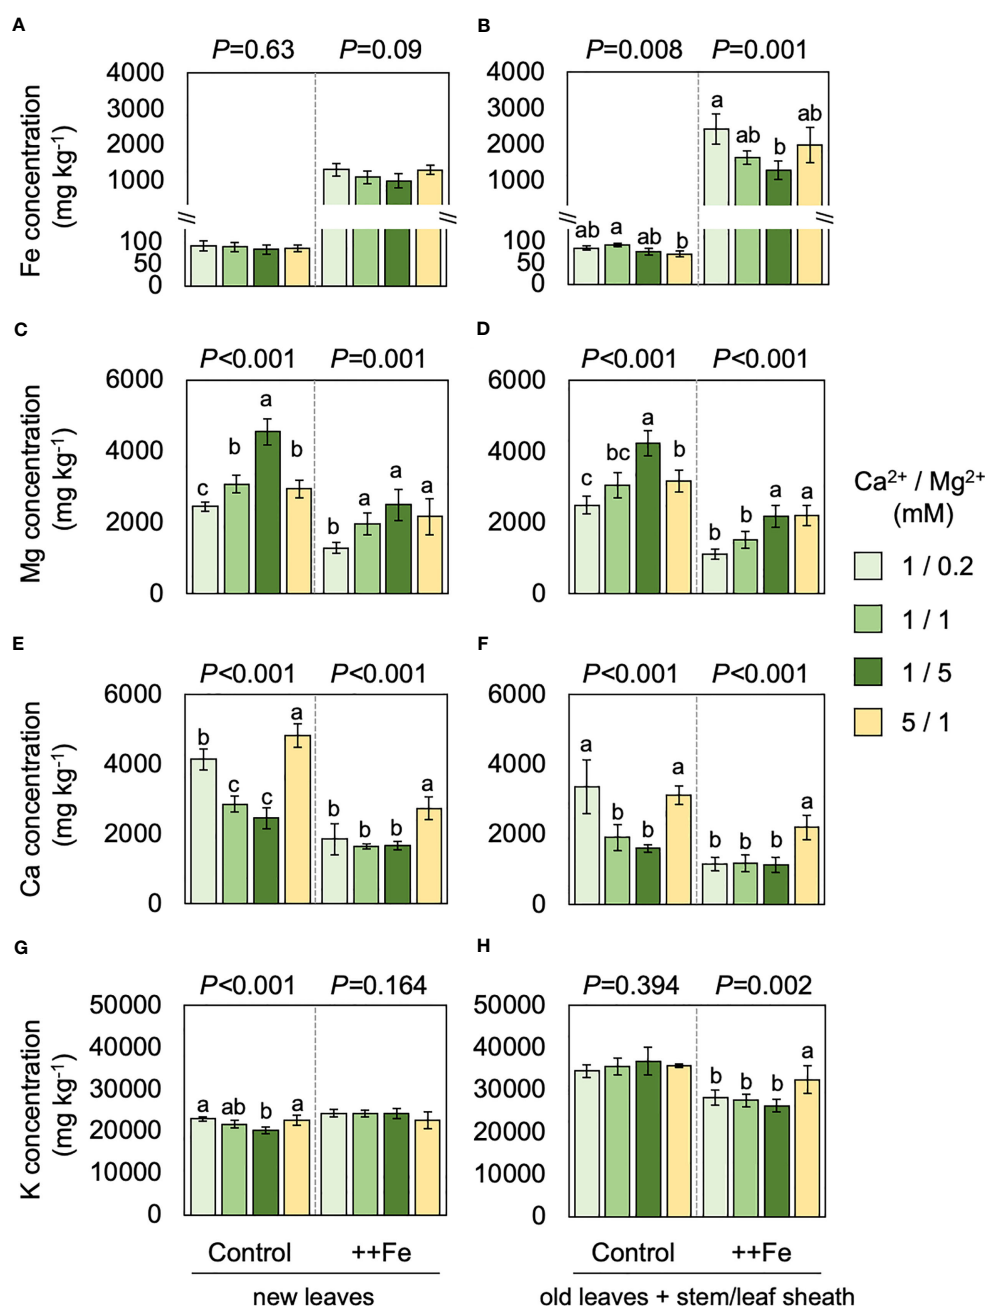 A
P=0.63
P=0.09
Fe concentration
(mg kg-1)
4000
3000
2000
1000
100
50
0
B
P=0.008
P=0.001
4000
3000
2000
1000
100
50
0
ab
a
ab
b
a
ab
b
ab
C
P<0.001
P=0.001
Mg concentration
(mg kg-1)
6000
4000
2000
0
c
b
a
b
b
a
a
a
D
P<0.001
P<0.001
6000
4000
2000
0
c
bc
a
b
b
b
a
a
Ca2+ / Mg2+
(mM)
1 / 0.2
1 / 1
1 / 5
5 / 1
E
P<0.001
P<0.001
Ca concentration
(mg kg-1)
6000
4000
2000
0
b
c
c
a
b
b
b
a
F
P<0.001
P<0.001
6000
4000
2000
0
a
b
b
a
b
b
b
a
G
P<0.001
P=0.164
K concentration
(mg kg-1)
50000
40000
30000
20000
10000
0
a
ab
b
a
Control
++Fe
new leaves
H
P=0.394
P=0.002
50000
40000
30000
20000
10000
0
b
b
b
a
Control
++Fe
old leaves + stem/leaf sheath